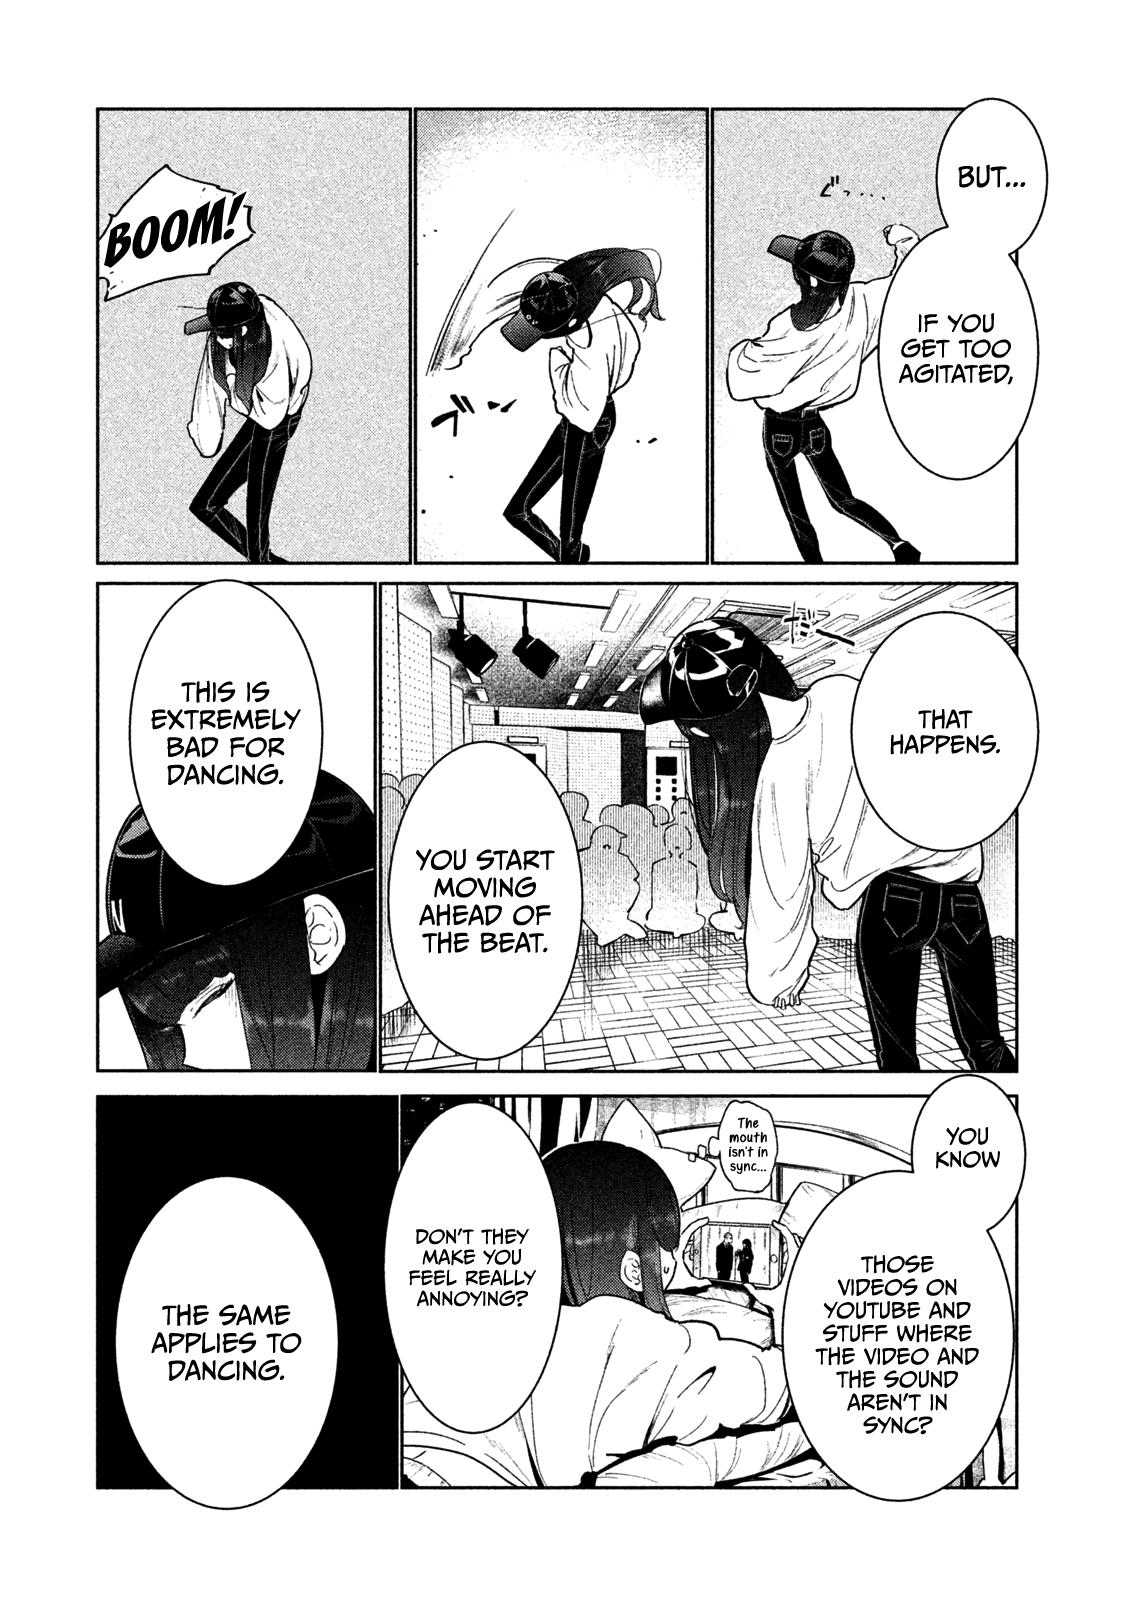 BUT...
IF YOU
GET TOO
AGITATED,
ぐっ...
BOOM!
THAT
HAPPENS.
YOU START
MOVING
AHEAD OF
THE BEAT.
THIS IS
EXTREMELY
BAD FOR
DANCING.
N
YOU
KNOW
THOSE
VIDEOS ON
YOUTUBE AND
STUFF WHERE
THE VIDEO AND
THE SOUND
AREN'T IN
SYNC?
The
mouth
isn't in
sync...
DON'T THEY
MAKE YOU
FEEL REALLY
ANNOYING?
THE SAME
APPLIES TO
DANCING.